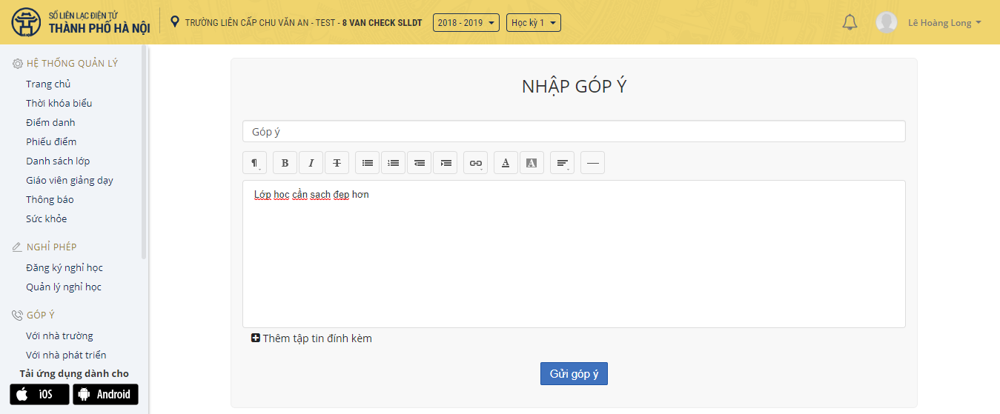 SỔ LIÊN LẠC ĐIỆN TỬ
THÀNH PHỐ HÀ NỘI
TRƯỜNG LIÊN CẤP CHU VĂN AN - TEST - 8 VAN CHECK SLLDT
2018 - 2019
Học kỳ 1
Lê Hoàng Long
HỆ THỐNG QUẢN LÝ
Trang chủ
Thời khóa biểu
Điểm danh
Phiếu điểm
Danh sách lớp
Giáo viên giảng dạy
Thông báo
Sức khỏe
NGHỈ PHÉP
Đăng ký nghỉ học
Quản lý nghỉ học
GÓP Ý
Với nhà trường
Với nhà phát triển
Tải ứng dụng dành cho
iOS
Android
NHẬP GÓP Ý
Góp ý
B I T
A A
Lớp học cần sạch đẹp hơn
Thêm tập tin đính kèm
Gửi góp ý